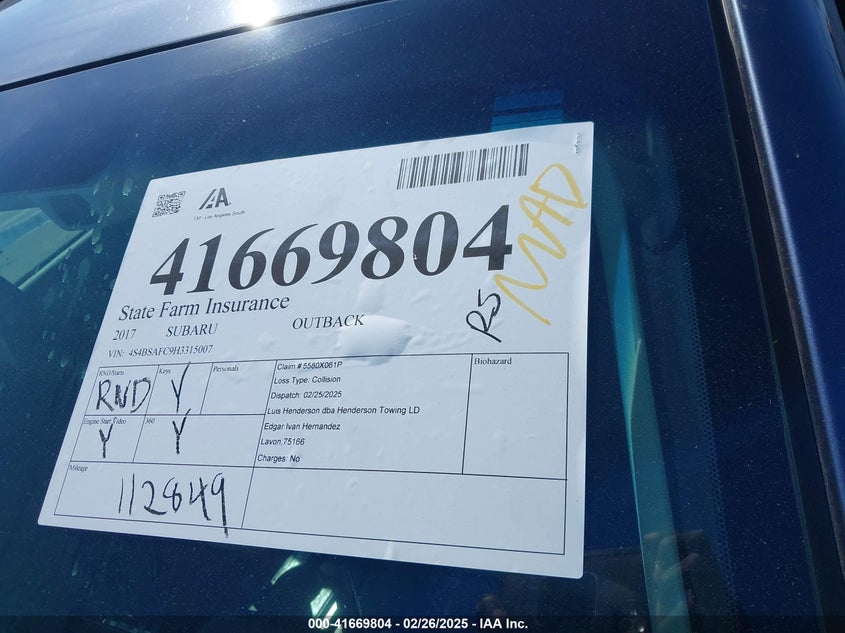 IAA
130 - Los Angeles South
41669804
MAD
R5
State Farm Insurance
2017 SUBARU OUTBACK
VIN: 4S4BSAFC9H3315007
RND/Starts Keys Personals
RND Y
Engine Start Video 360
Y Y
Mileage
112849
Claim # 5580X061P
Loss Type: Collision
Dispatch: 02/25/2025
Luis Henderson dba Henderson Towing LD
Edgar Ivan Hernandez
Lavon,75166
Charges: No
Biohazard
000-41669804 - 02/26/2025 - IAA Inc.